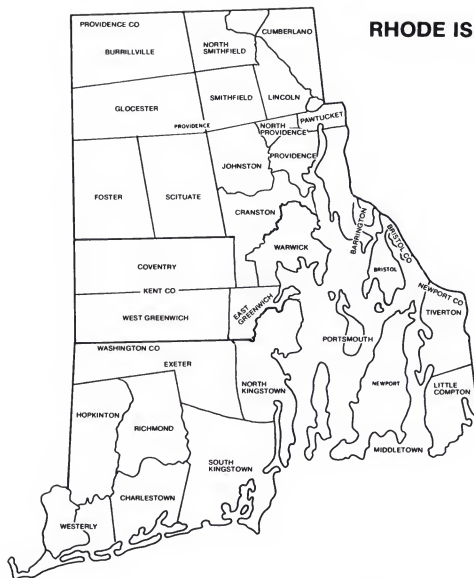 RHODE IS
PROVIDENCE CO
BURRILLVILLE
NORTH
SMITHFIELD
CUMBERLAND
GLOCESTER
SMITHFIELD
LINCOLN
PROVIDENCE
NORTH
PROVIDENCE
PAWTUCKET
PROVIDENCE
JOHNSTON
FOSTER
SCITUATE
CRANSTON
WARWICK
BARRINGTON
BRISTOL CO
BRISTOL
COVENTRY
KENT CO
WEST GREENWICH
EAST
GREENWICH
NEWPORT CO
TIVERTON
PORTSMOUTH
WASHINGTON CO
EXETER
NORTH
KINGSTOWN
NEWPORT
LITTLE
COMPTON
HOPKINTON
RICHMOND
MIDDLETOWN
SOUTH
KINGSTOWN
CHARLESTOWN
WESTERLY